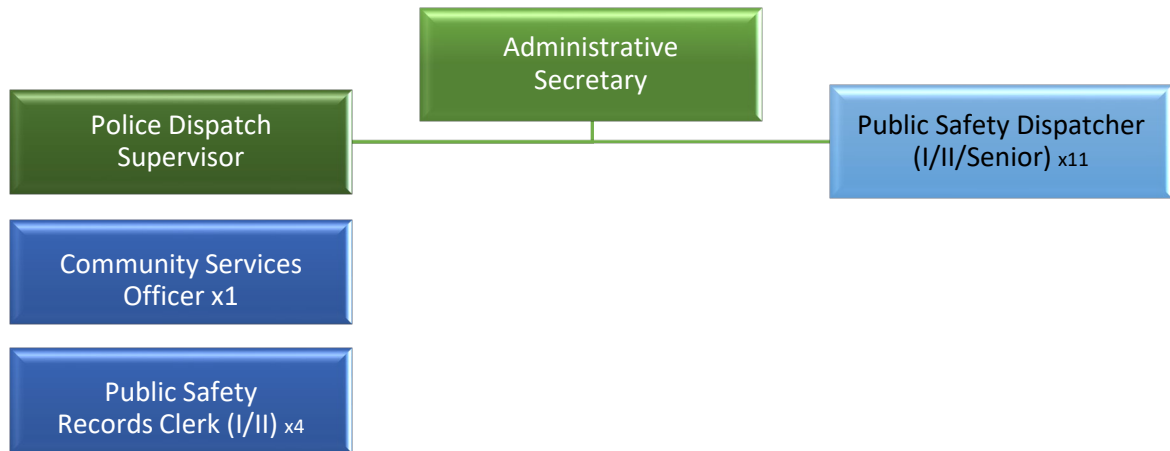 Administrative
Secretary
Police Dispatch
Supervisor
Public Safety Dispatcher
(I/II/Senior) x11
Community Services
Officer x1
Public Safety
Records Clerk (I/II) x4